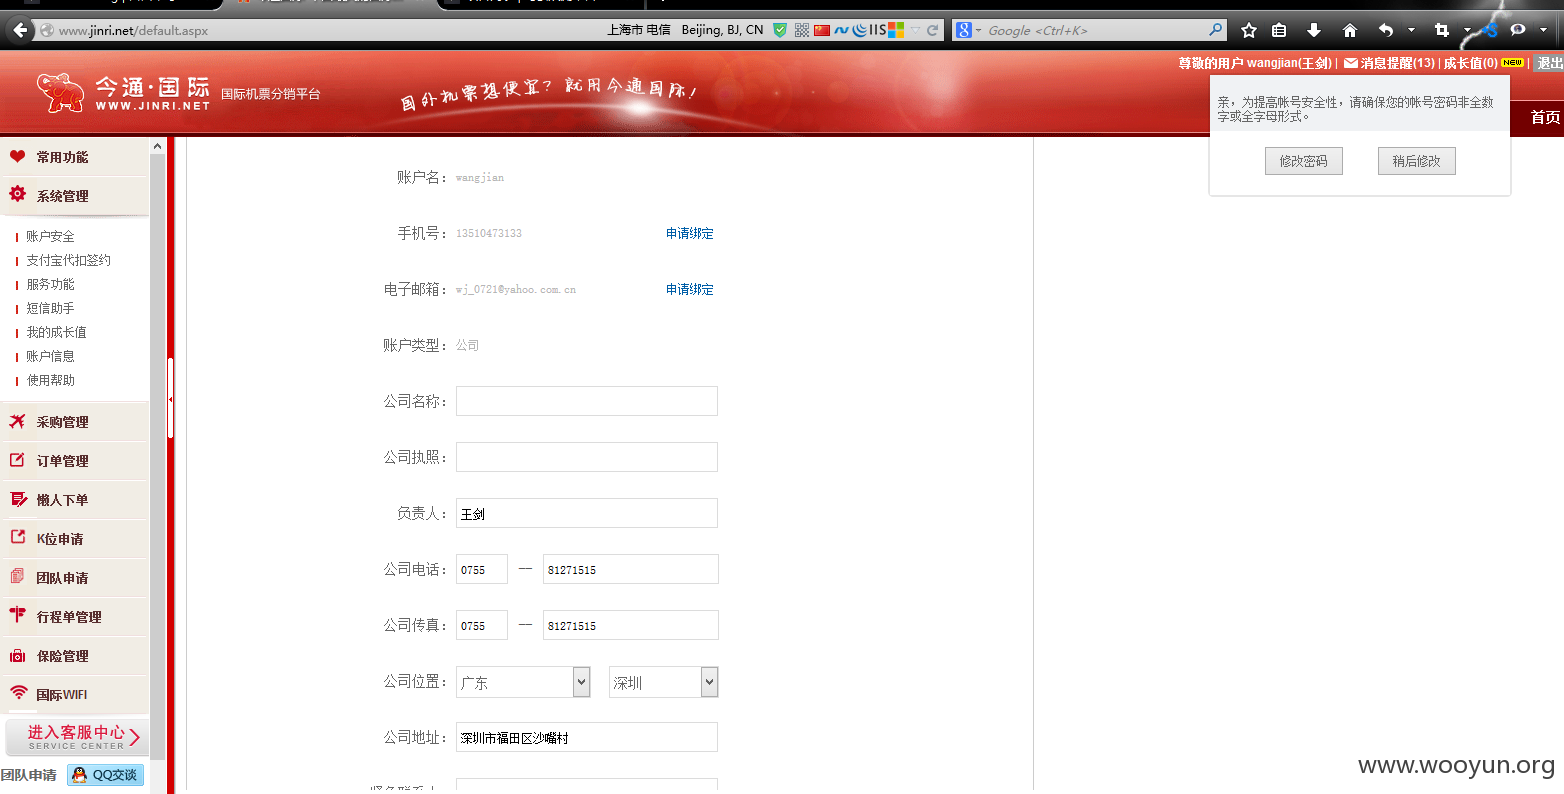 www.jinri.net/default.aspx
上海市 电信 Beijing, BJ, CN
IIS
Google <Ctrl+K>
尊敬的用户 wangjian(王剑) | 消息提醒(13) | 成长值(0) NEW | 退出
今通·国际
WWW.JINRI.NET
国际机票分销平台
国外机票想便宜? 就用今通国际!
首页
亲，为提高帐号安全性，请确保您的帐号密码非全数
字或全字母形式。
修改密码
稍后修改
常用功能
系统管理
账户安全
支付宝代扣签约
服务功能
短信助手
我的成长值
账户信息
使用帮助
采购管理
订单管理
懒人下单
K位申请
团队申请
行程单管理
保险管理
国际WIFI
进入客服中心
SERVICE CENTER
团队申请
QQ交谈
账户名：wangjian
手机号：13510473133 申请绑定
电子邮箱：wj_0721@yahoo.com.cn 申请绑定
账户类型：公司
公司名称：
公司执照：
负责人：王剑
公司电话：0755 — 81271515
公司传真：0755 — 81271515
公司位置：广东 深圳
公司地址：深圳市福田区沙嘴村
www.wooyun.org